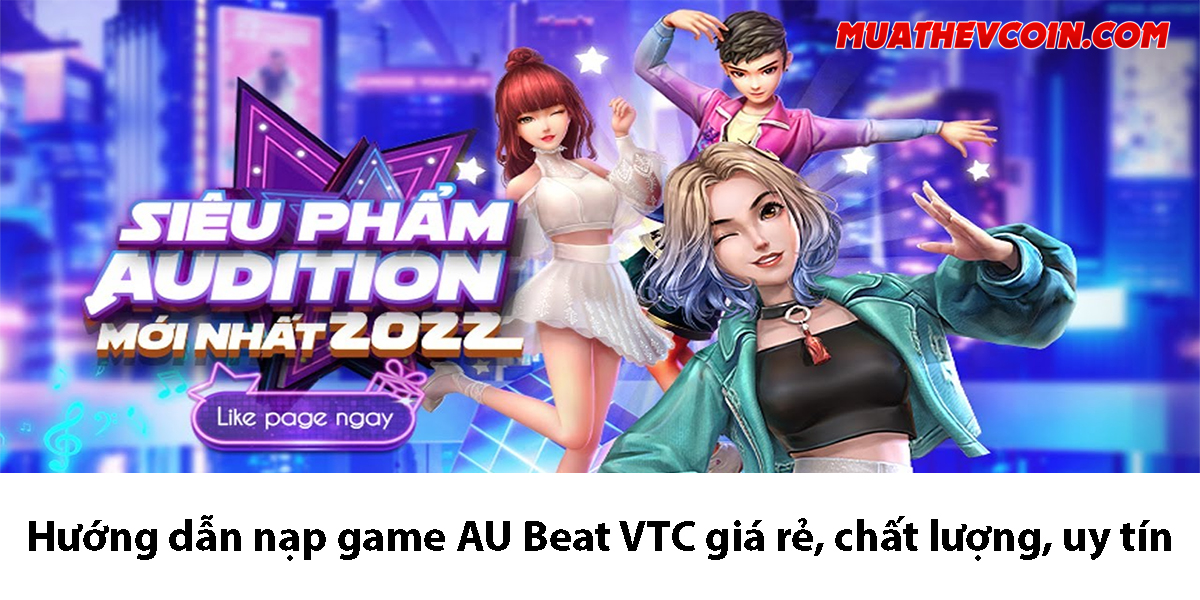 MUATHEVCOIN.COM
SIÊU PHẨM
AUDITION
MỚI NHẤT 2022
Like page ngay
Hướng dẫn nạp game AU Beat VTC giá rẻ, chất lượng, uy tín